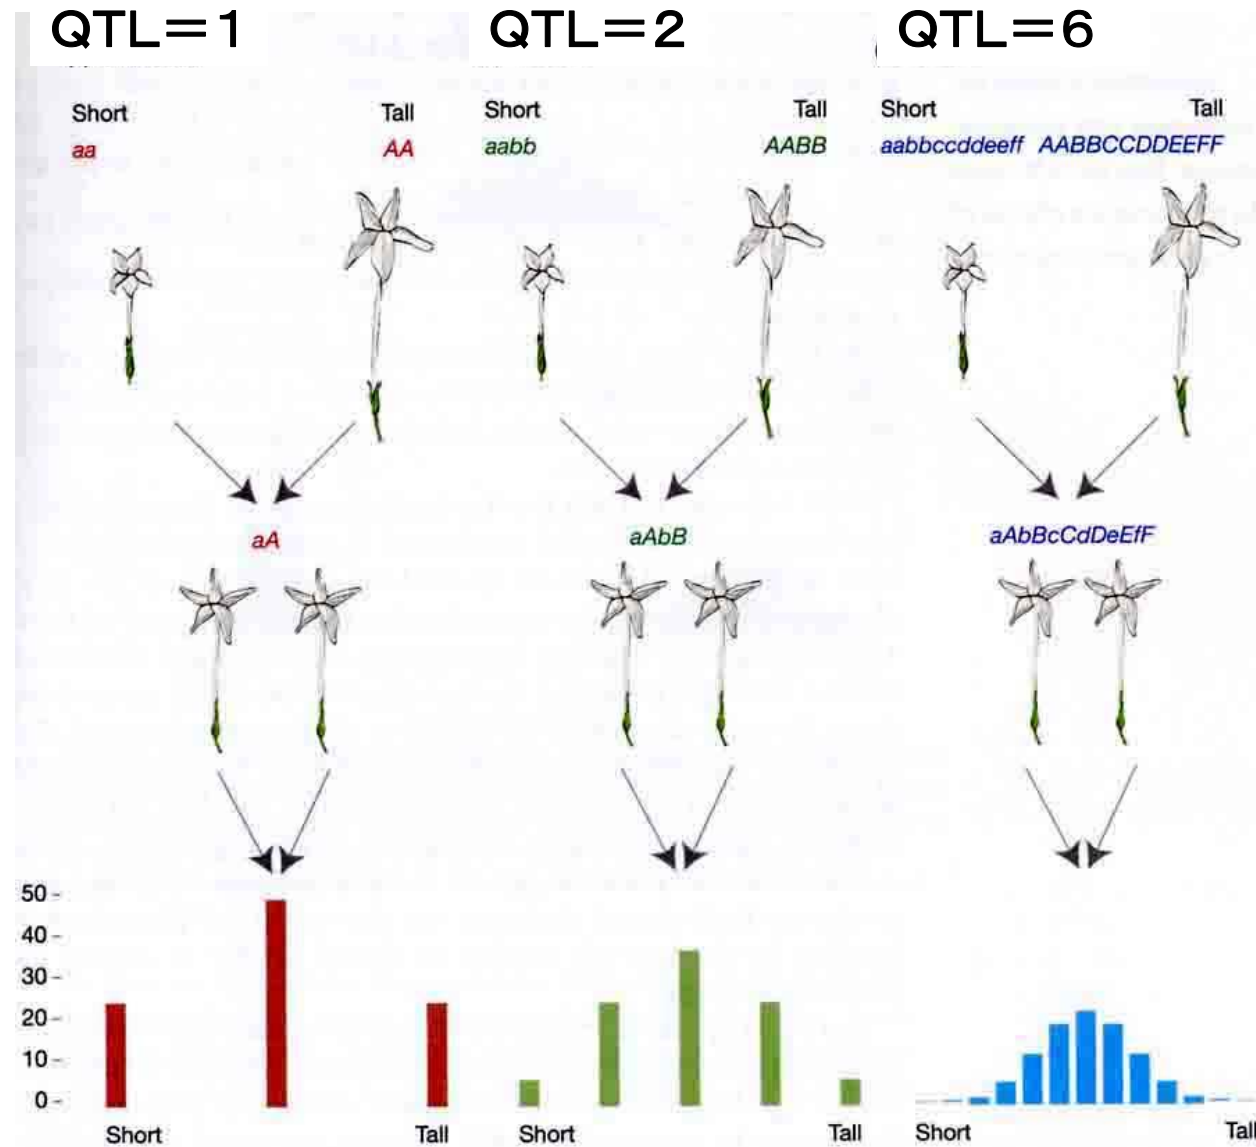 QTL＝1
QTL＝2
QTL＝6
Short Tall
aa AA
Short Tall
aabb AABB
Short Tall
aabbccddeeff AABBCCDDEEFF
aA
aAbB
aAbBcCdDeEfF
50
40
30
20
10
0
Short Tall
Short Tall
Short Tall